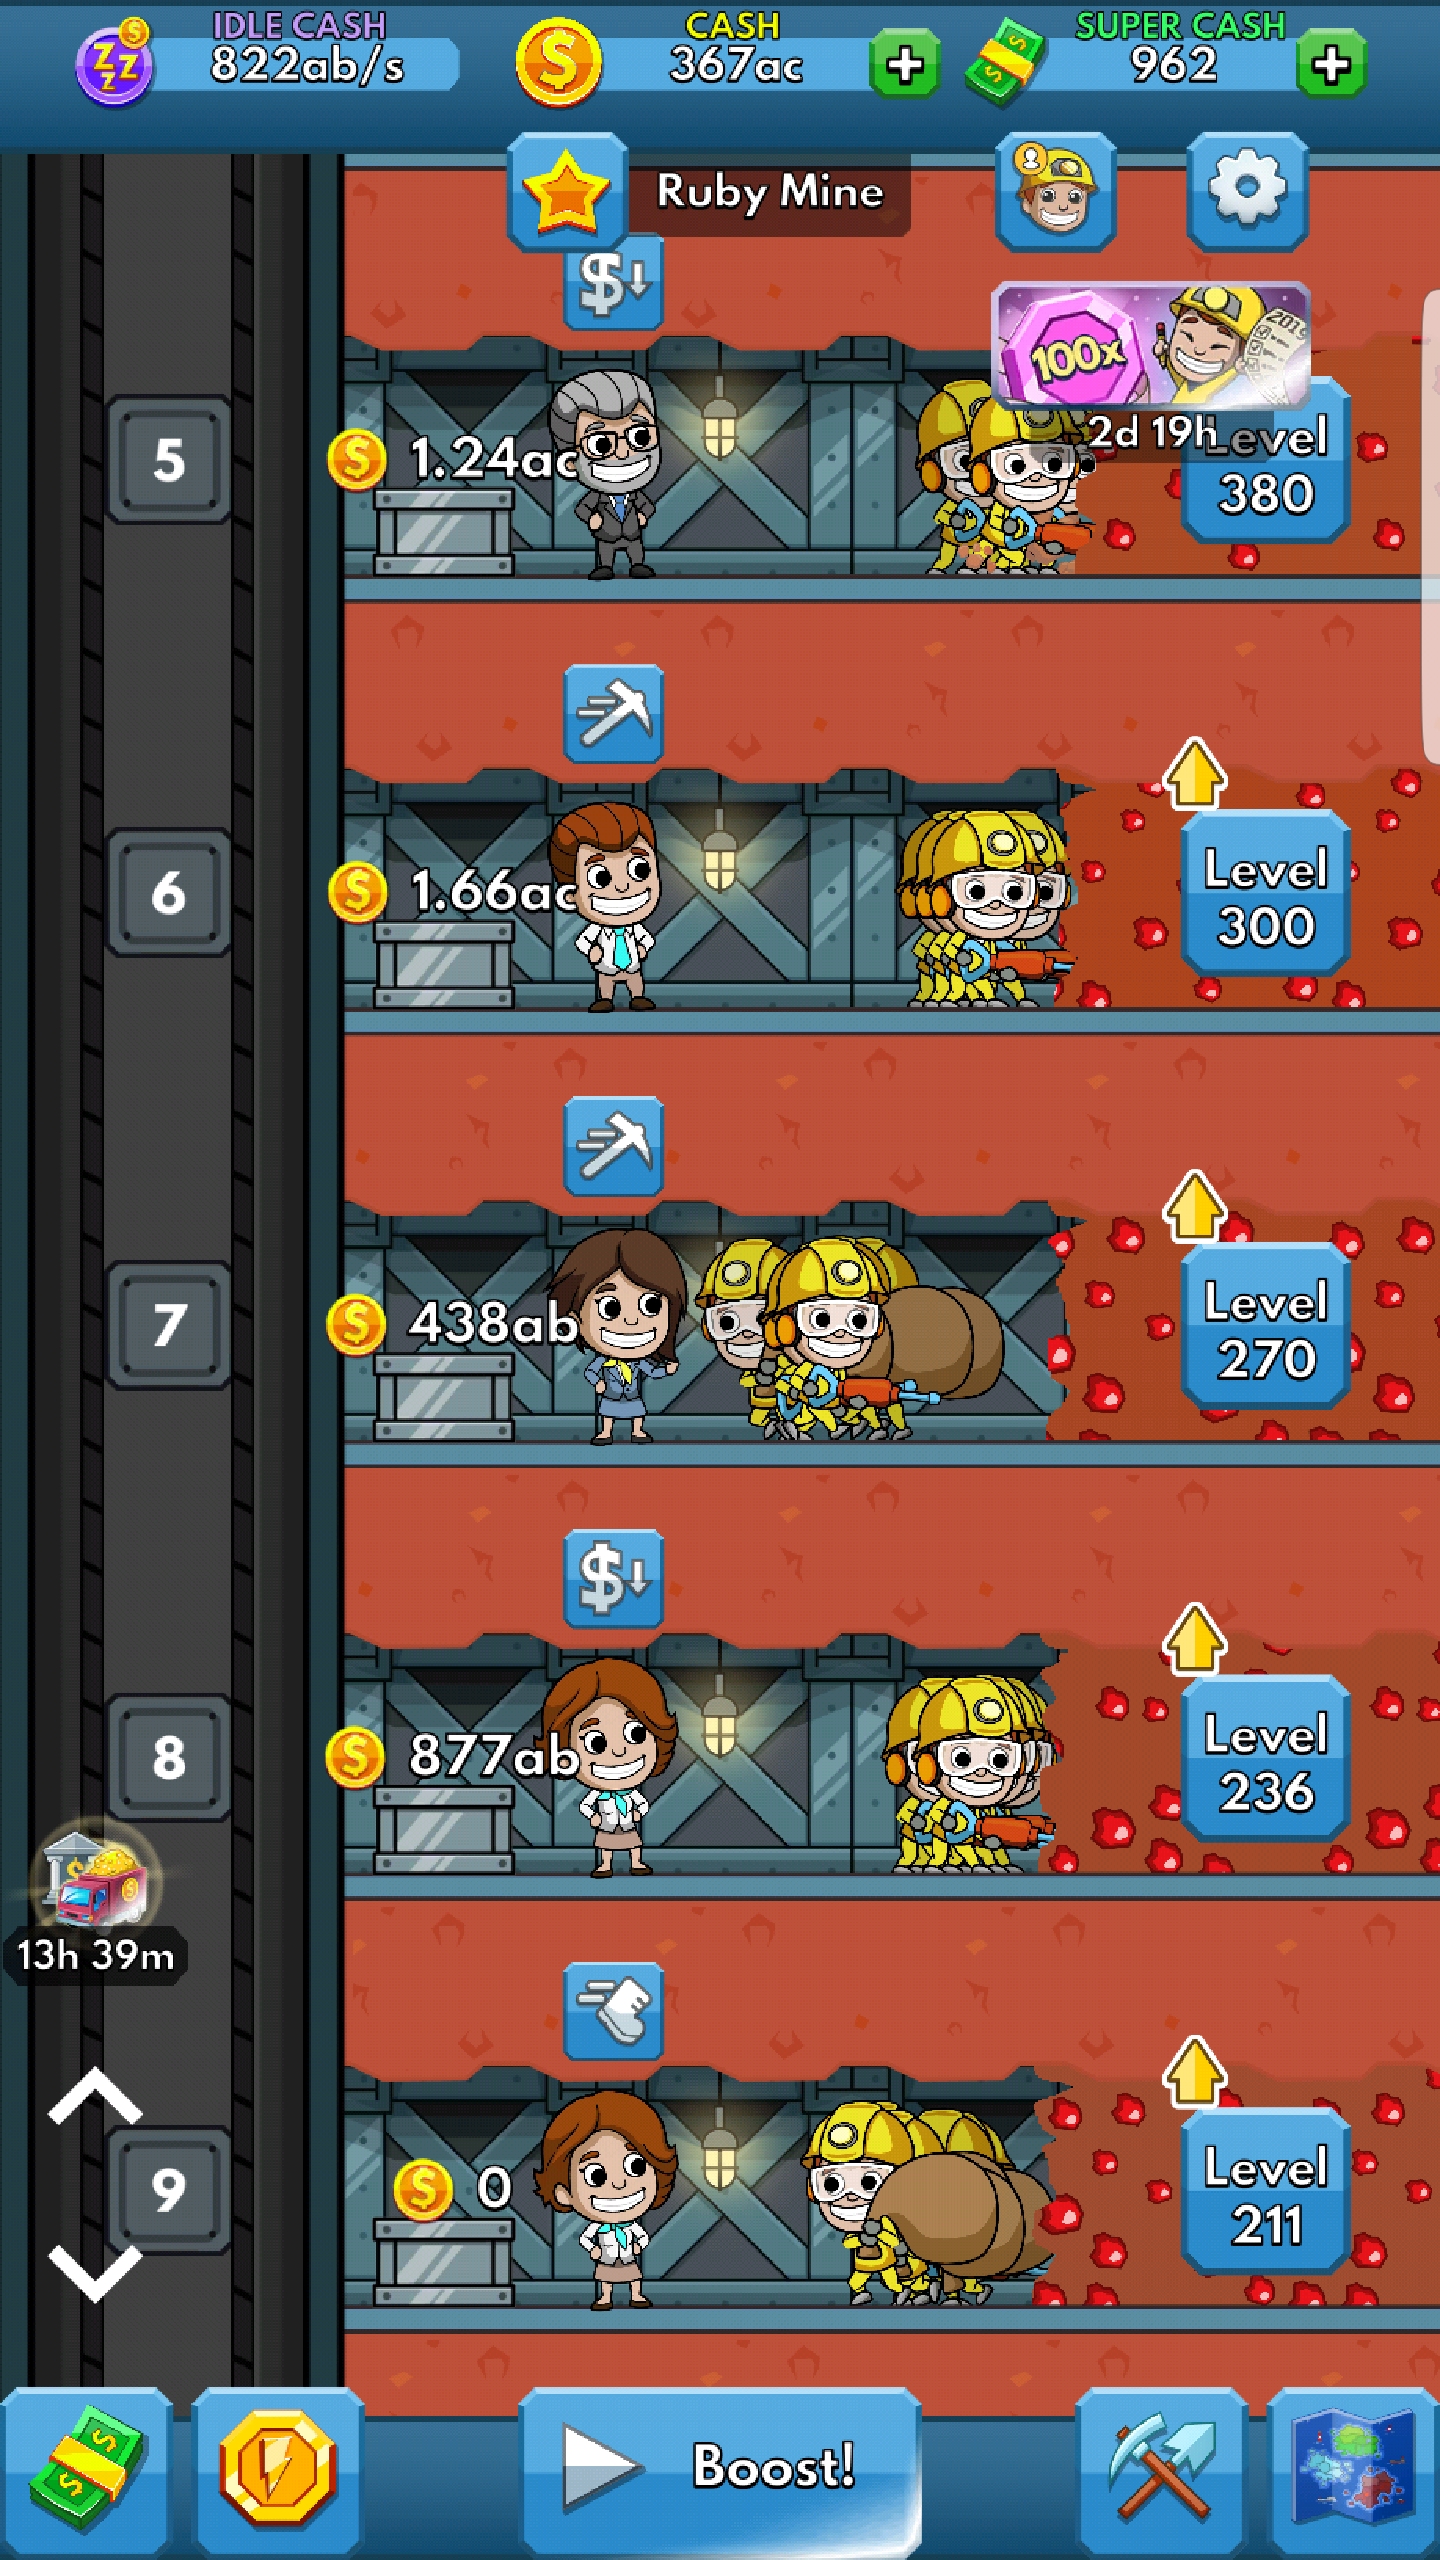 IDLE CASH
822ab/s
CASH
367ac
SUPER CASH
962
Ruby Mine
100x
2019
2d 19h
5
1.24ac
Level
380
6
1.66ac
Level
300
7
438ab
Level
270
8
877ab
Level
236
13h 39m
9
0
Level
211
Boost!